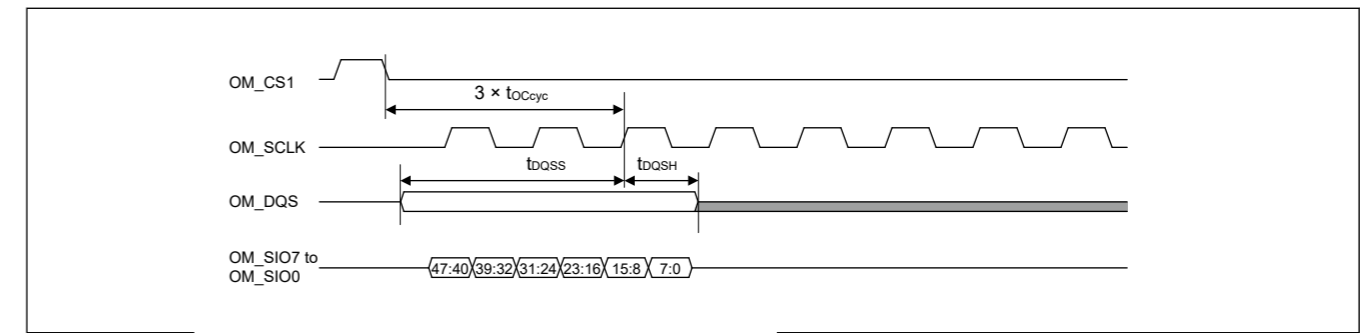 OM_CS1
3 × tOCcyc
OM_SCLK
tDQSS tDQSH
OM_DQS
OM_SIO7 to
OM_SIO0
47:40 39:32 31:24 23:16 15:8 7:0